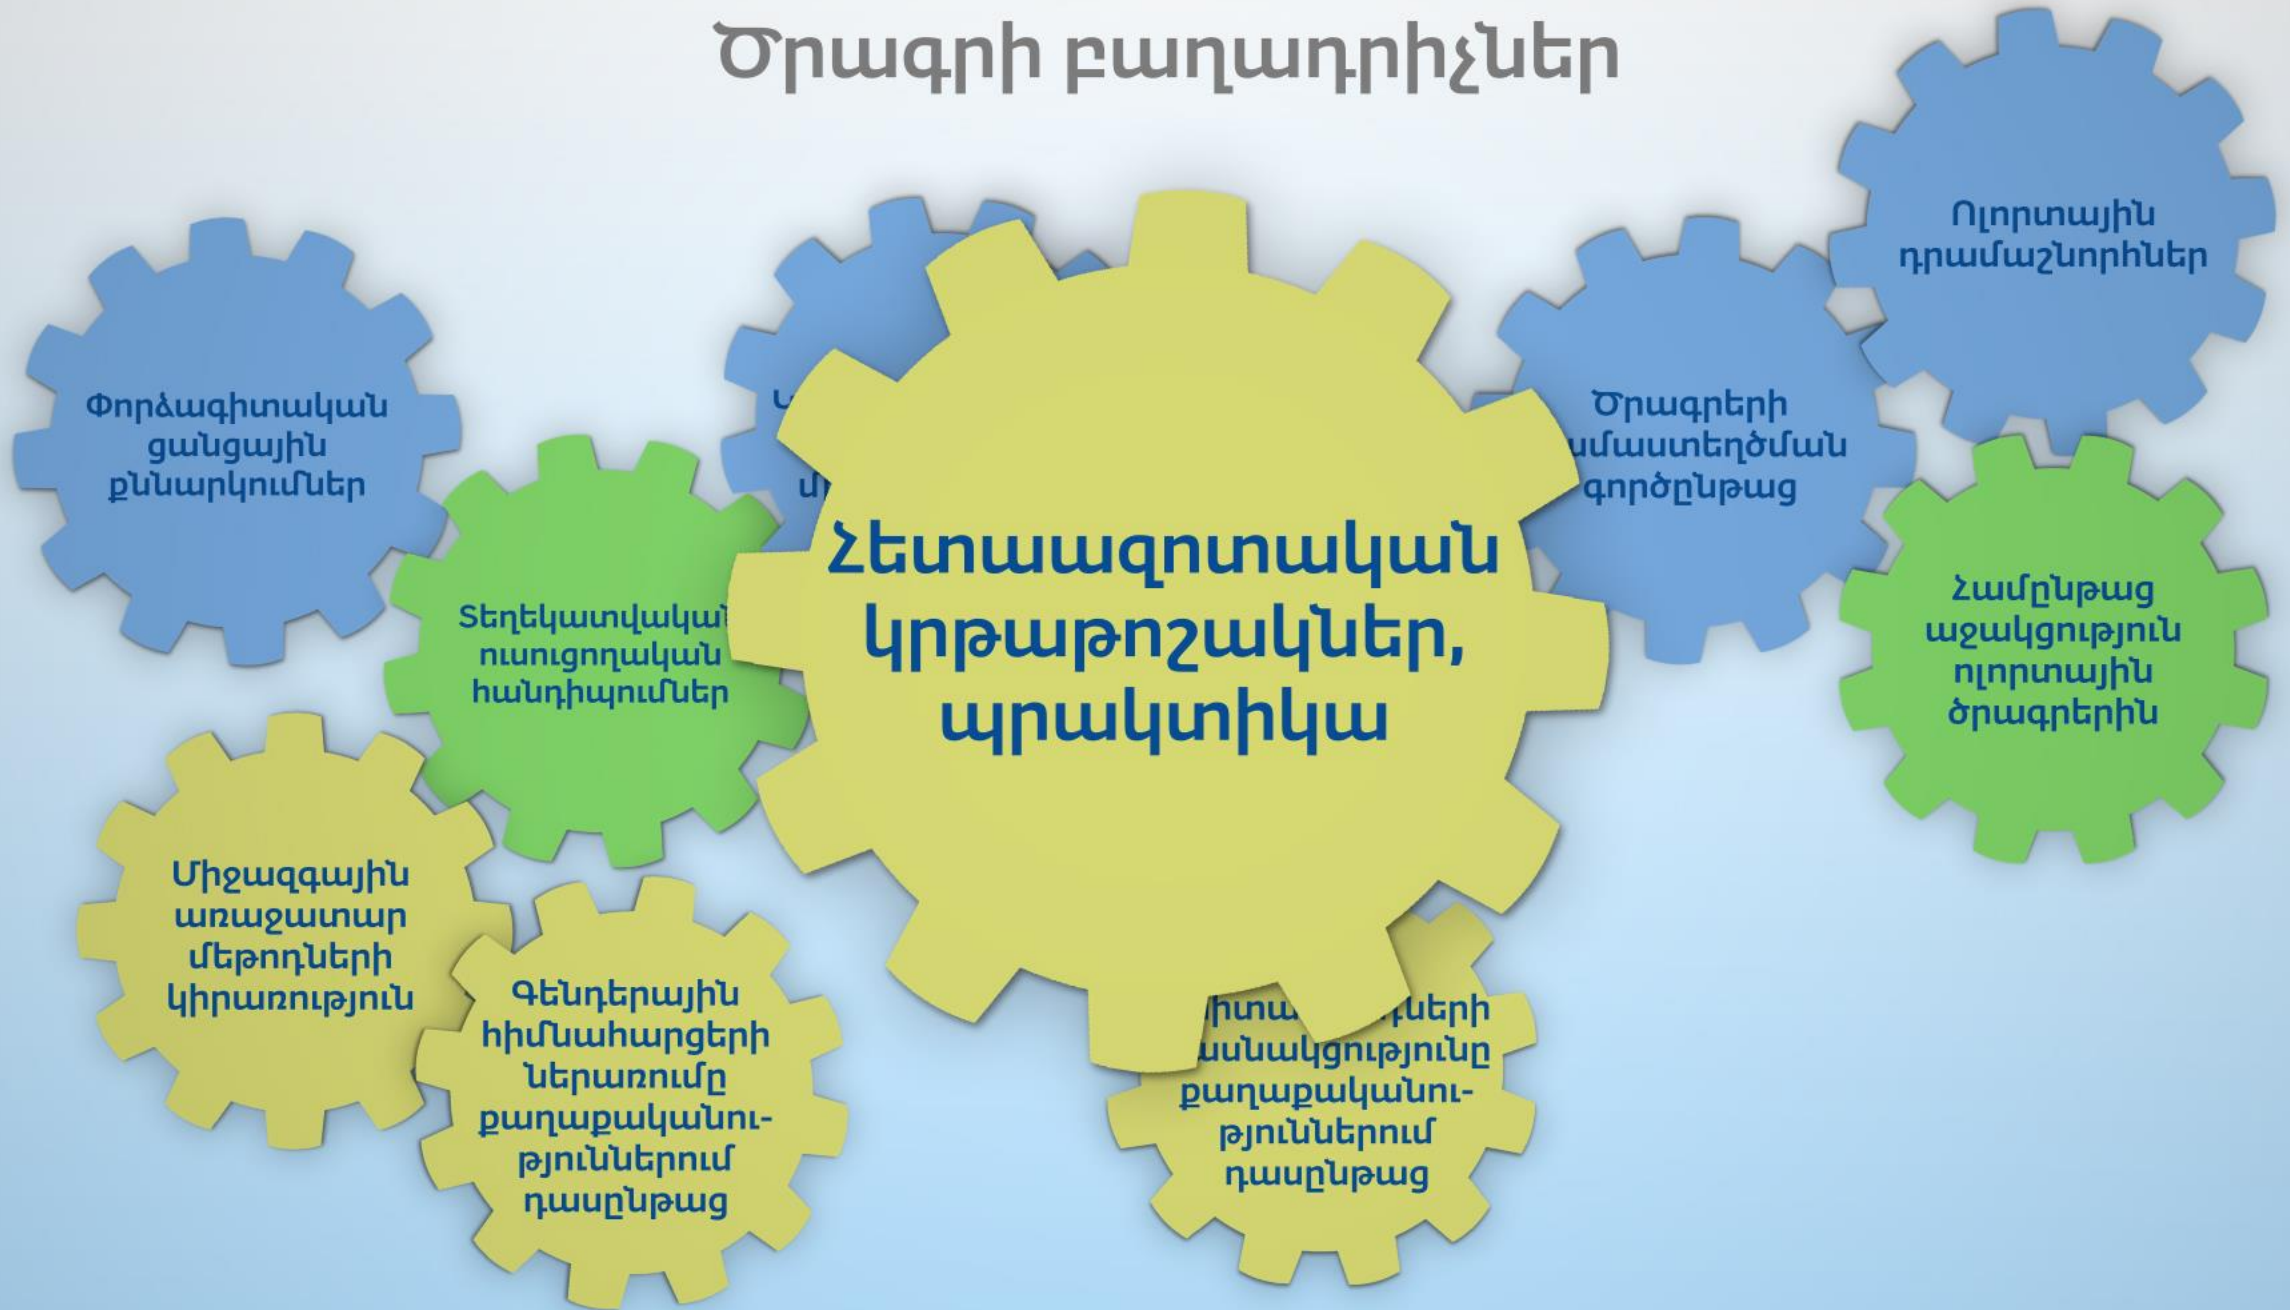 Ծրագրի բաղադրիչներ
Ոլորտային
դրամաշնորհներ
Փորձագիտական
ցանցային
քննարկումներ
Ծրագրերի
գործընթաց
Տեղեկատվական
ուսուցողական
հանդիպումներ
Հետաազոտական
կրթաթոշակներ,
պրակտիկա
Համընթաց
աջակցություն
ոլորտային
ծրագրերին
Միջազգային
առաջատար
մեթոդների
կիրառություն
Գենդերային
հիմնահարցերի
ներառումը
քաղաքականու-
թյուններում
դասընթաց
քաղաքականու-
թյուններում
դասընթաց